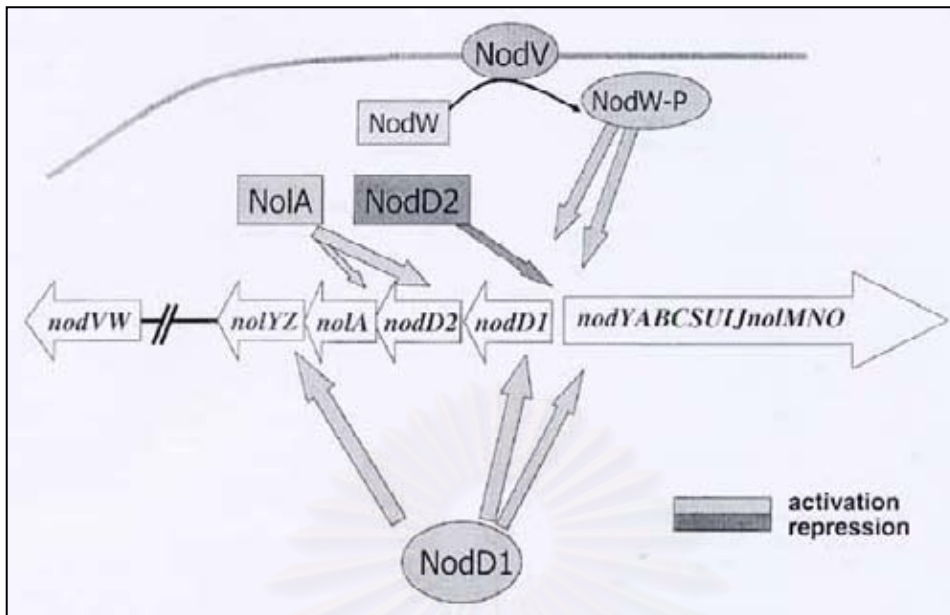 NodV
NodW
NodW-P
NolA
NodD2
nodVW
nolYZ
nolA
nodD2
nodD1
nodYABCSUIJnolMNO
NodD1
activation
repression